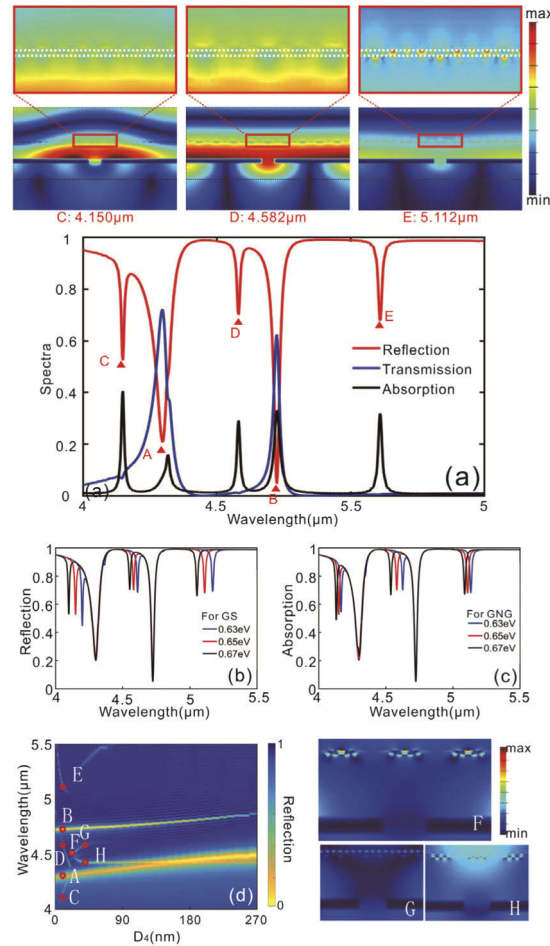 max
min
C: 4.150μm
D: 4.582μm
E: 5.112μm
1
0.8
0.6
0.4
0.2
0
Spectra
C
A
D
B
E
Reflection
Transmission
Absorption
(a)
(a)
4
4.5
5
5.5
5
Wavelength(μm)
1
0.8
0.6
0.4
0.2
0
Reflection
For GS
0.63eV
0.65eV
0.67eV
(b)
4
4.5
5
5.5
Wavelength(μm)
1
0.8
0.6
0.4
0.2
0
Absorption
For GNG
0.63eV
0.65eV
0.67eV
(c)
4
4.5
5
5.5
Wavelength(μm)
5.5
5.0
4.5
4.0
Wavelength(μm)
E
B
G
F
D
H
A
C
(d)
0
90
180
270
D4(nm)
1
0
Reflection
F
max
min
G
H